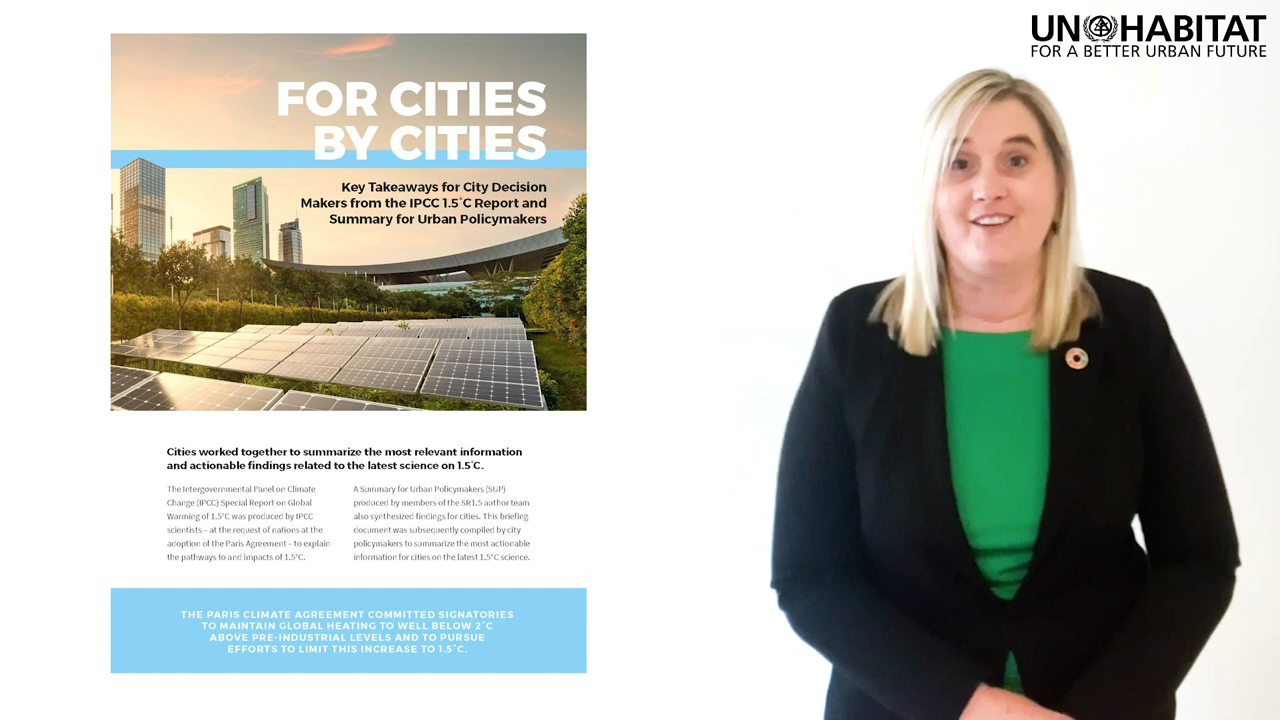 UN HABITAT
FOR A BETTER URBAN FUTURE
FOR CITIES
BY CITIES
Key Takeaways for City Decision
Makers from the IPCC 1.5°C Report and
Summary for Urban Policymakers
Cities worked together to summarize the most relevant information
and actionable findings related to the latest science on 1.5°C.
The Intergovernmental Panel on Climate
Change (IPCC) Special Report on Global
Warming of 1.5°C was produced by IPCC
scientists – at the request of nations at the
adoption of the Paris Agreement – to explain
the pathways to and impacts of 1.5°C.
A Summary for Urban Policymakers (SUP)
produced by members of the SR1.5 author team
also synthesized findings for cities. This briefing
document was subsequently compiled by city
policymakers to summarize the most actionable
information for cities on the latest 1.5°C science.
THE PARIS CLIMATE AGREEMENT COMMITTED SIGNATORIES
TO MAINTAIN GLOBAL HEATING TO WELL BELOW 2°C
ABOVE PRE-INDUSTRIAL LEVELS AND TO PURSUE
EFFORTS TO LIMIT THIS INCREASE TO 1.5°C.